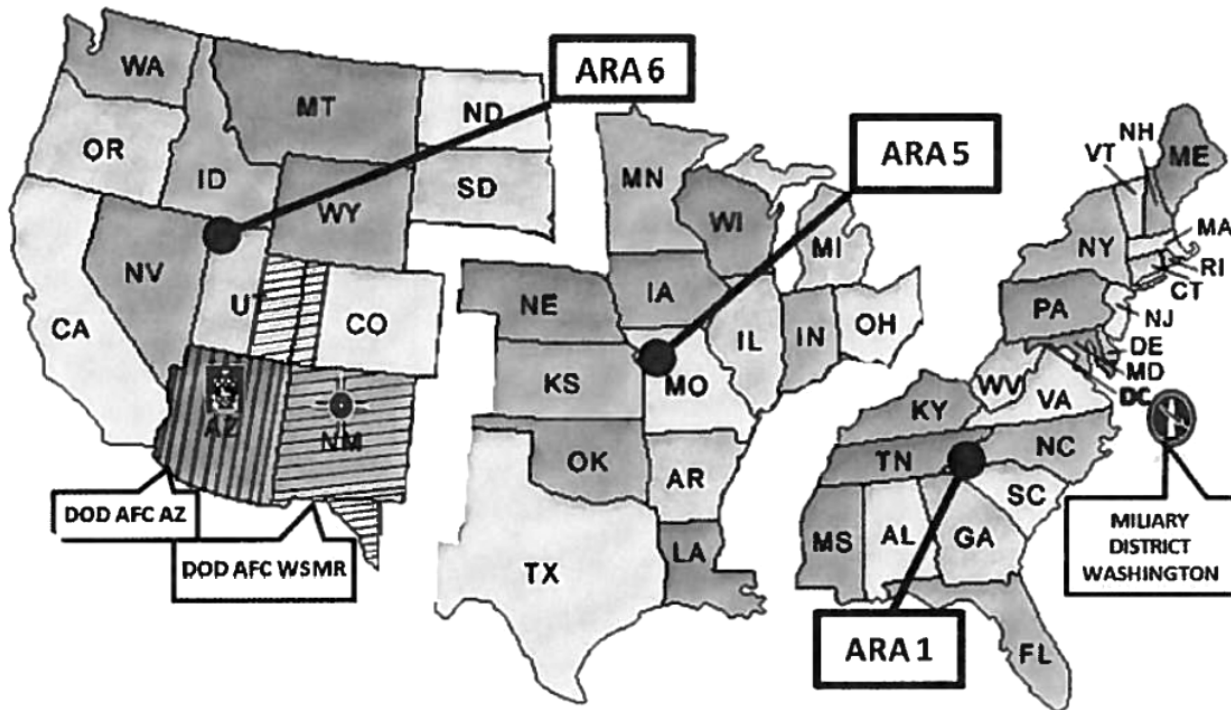 ARA 6
WA
MT
ND
OR
ID
SD
WY
NV
UT
CO
CA
AZ
NM
DOD AFC AZ
DOD AFC WSMR
ARA 5
MN
WI
MI
NE
IA
IL
IN
OH
KS
MO
OK
AR
TX
LA
NH
VT
ME
NY
MA
RI
CT
PA
NJ
DE
MD
DC
WV
VA
KY
NC
TN
SC
MS
AL
GA
FL
ARA 1
MILIARY
DISTRICT
WASHINGTON